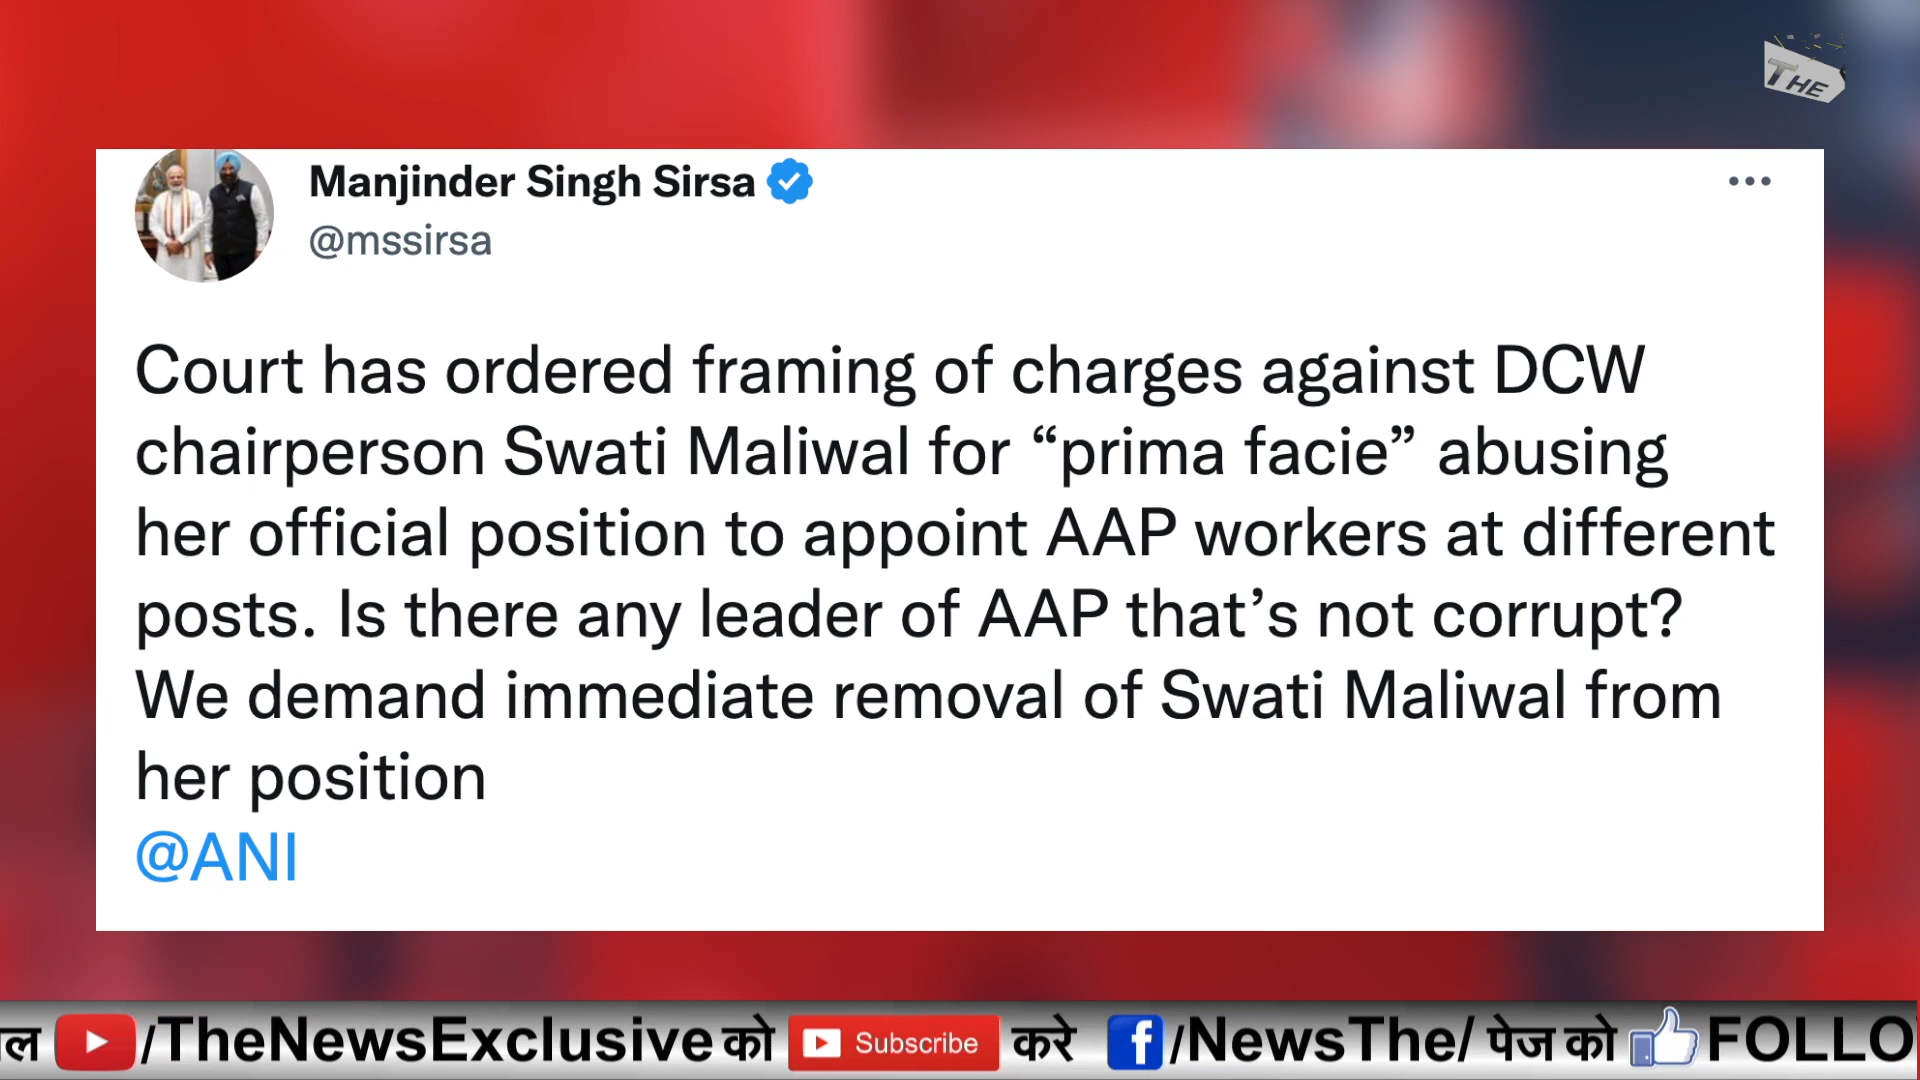 THE
Manjinder Singh Sirsa
@mssirsa
Court has ordered framing of charges against DCW
chairperson Swati Maliwal for “prima facie” abusing
her official position to appoint AAP workers at different
posts. Is there any leader of AAP that’s not corrupt?
We demand immediate removal of Swati Maliwal from
her position
@ANI
/TheNewsExclusive को Subscribe करे f/NewsThe/ पेज को FOLLO